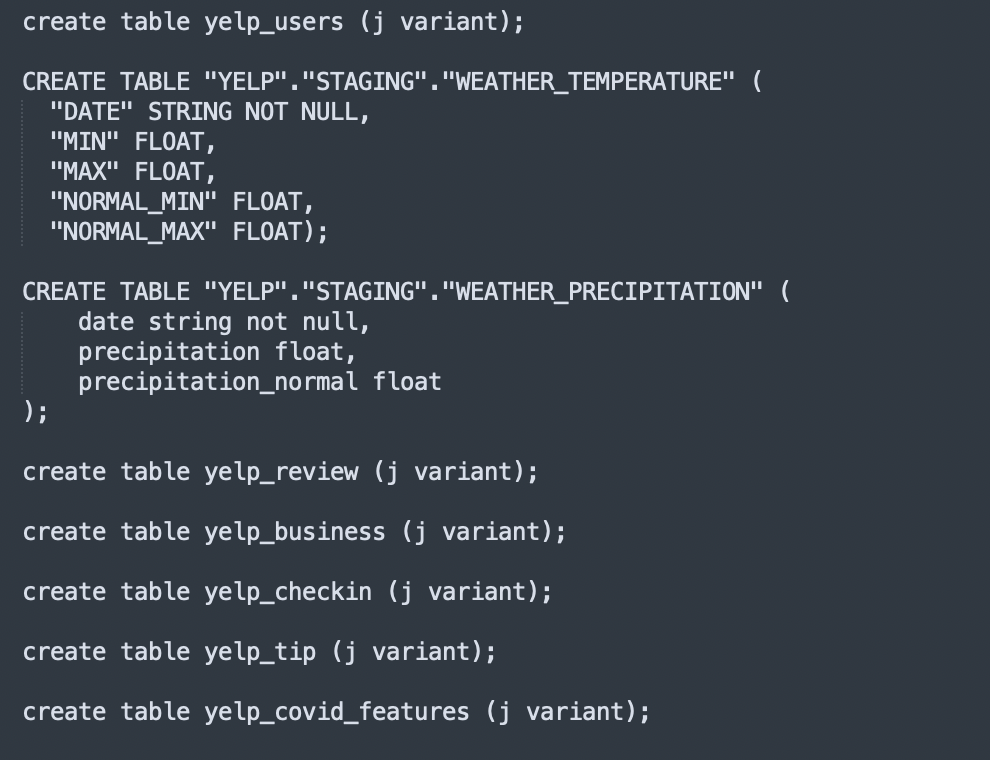 create table yelp_users (j variant);
CREATE TABLE "YELP"."STAGING"."WEATHER_TEMPERATURE" (
"DATE" STRING NOT NULL,
"MIN" FLOAT,
"MAX" FLOAT,
"NORMAL_MIN" FLOAT,
"NORMAL_MAX" FLOAT);
CREATE TABLE "YELP"."STAGING"."WEATHER_PRECIPITATION" (
date string not null,
precipitation float,
precipitation_normal float
);
create table yelp_review (j variant);
create table yelp_business (j variant);
create table yelp_checkin (j variant);
create table yelp_tip (j variant);
create table yelp_covid_features (j variant);